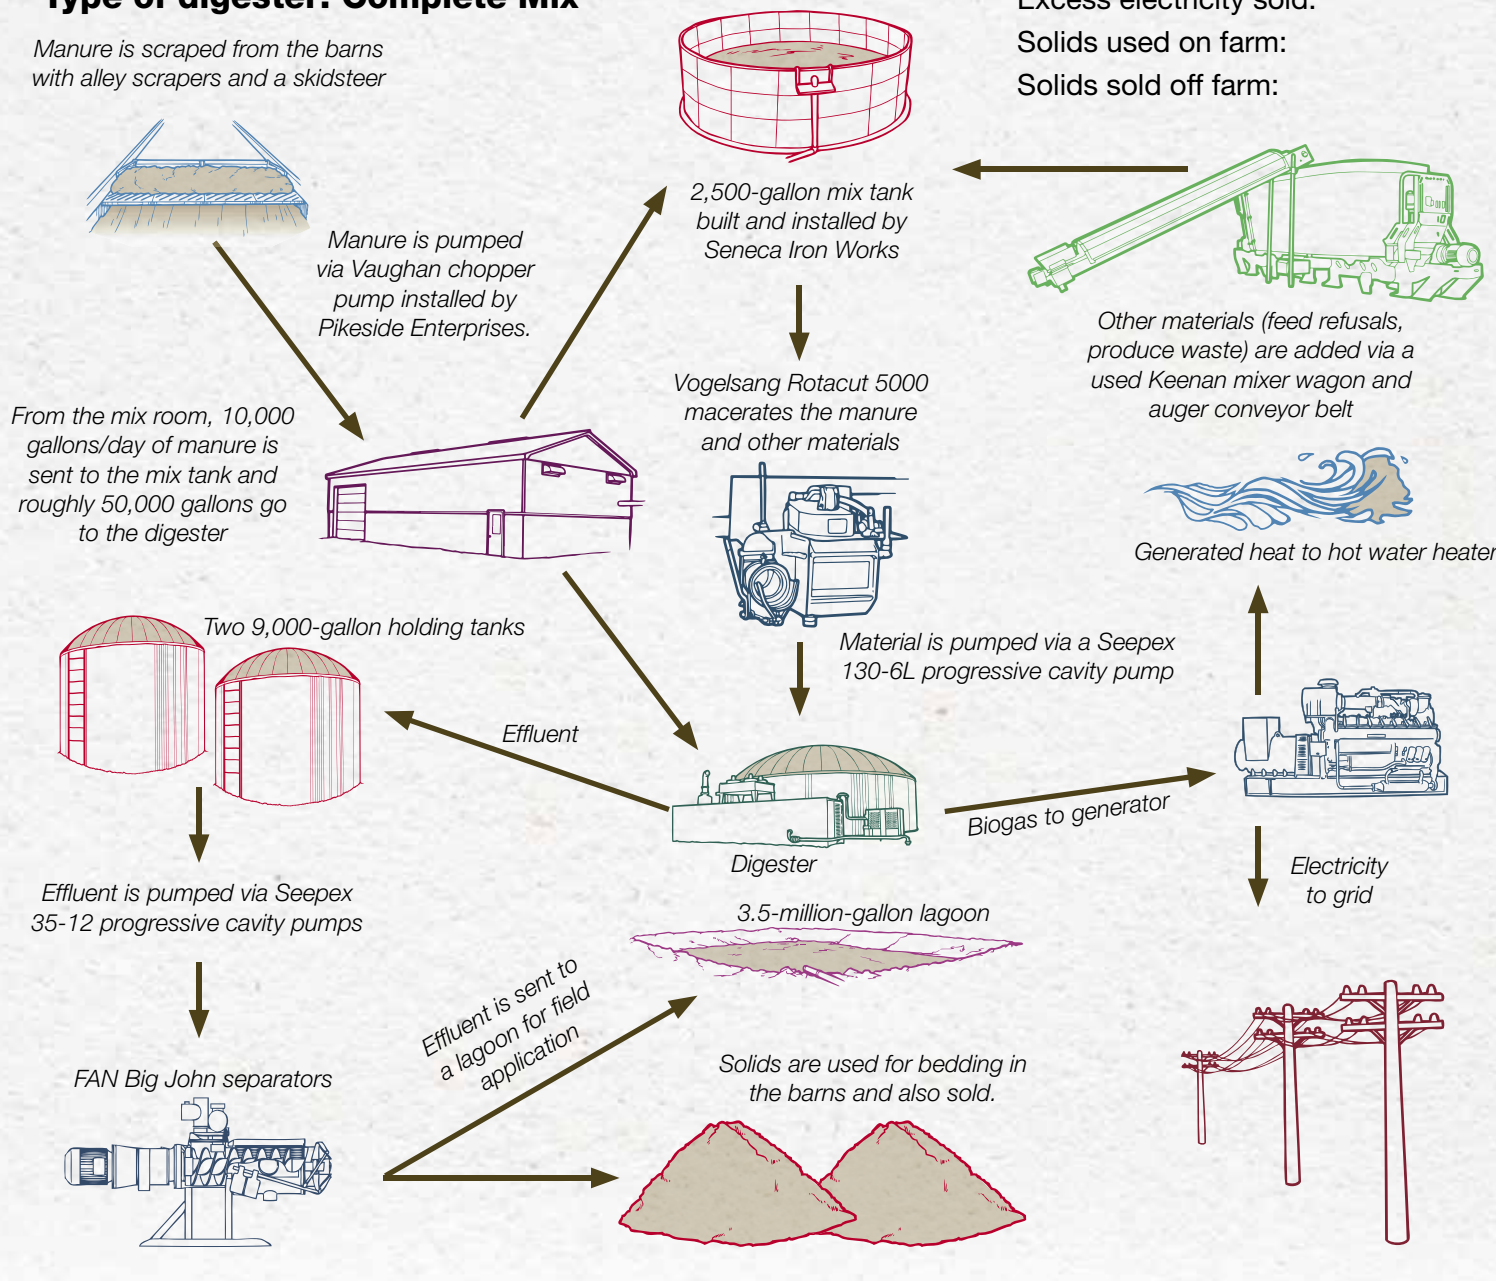 Type of digester: Complete Mix
Excess electricity sold:
Solids used on farm:
Solids sold off farm:
Manure is scraped from the barns
with alley scrapers and a skidsteer
Manure is pumped
via Vaughan chopper
pump installed by
Pikeside Enterprises.
2,500-gallon mix tank
built and installed by
Seneca Iron Works
Other materials (feed refusals,
produce waste) are added via a
used Keenan mixer wagon and
auger conveyor belt
From the mix room, 10,000
gallons/day of manure is
sent to the mix tank and
roughly 50,000 gallons go
to the digester
Vogelsang Rotacut 5000
macerates the manure
and other materials
Generated heat to hot water heater
Two 9,000-gallon holding tanks
Material is pumped via a Seepex
130-6L progressive cavity pump
Effluent
Biogas to generator
Digester
Electricity
to grid
Effluent is pumped via Seepex
35-12 progressive cavity pumps
3.5-million-gallon lagoon
Effluent is sent to
a lagoon for field
application
FAN Big John separators
Solids are used for bedding in
the barns and also sold.